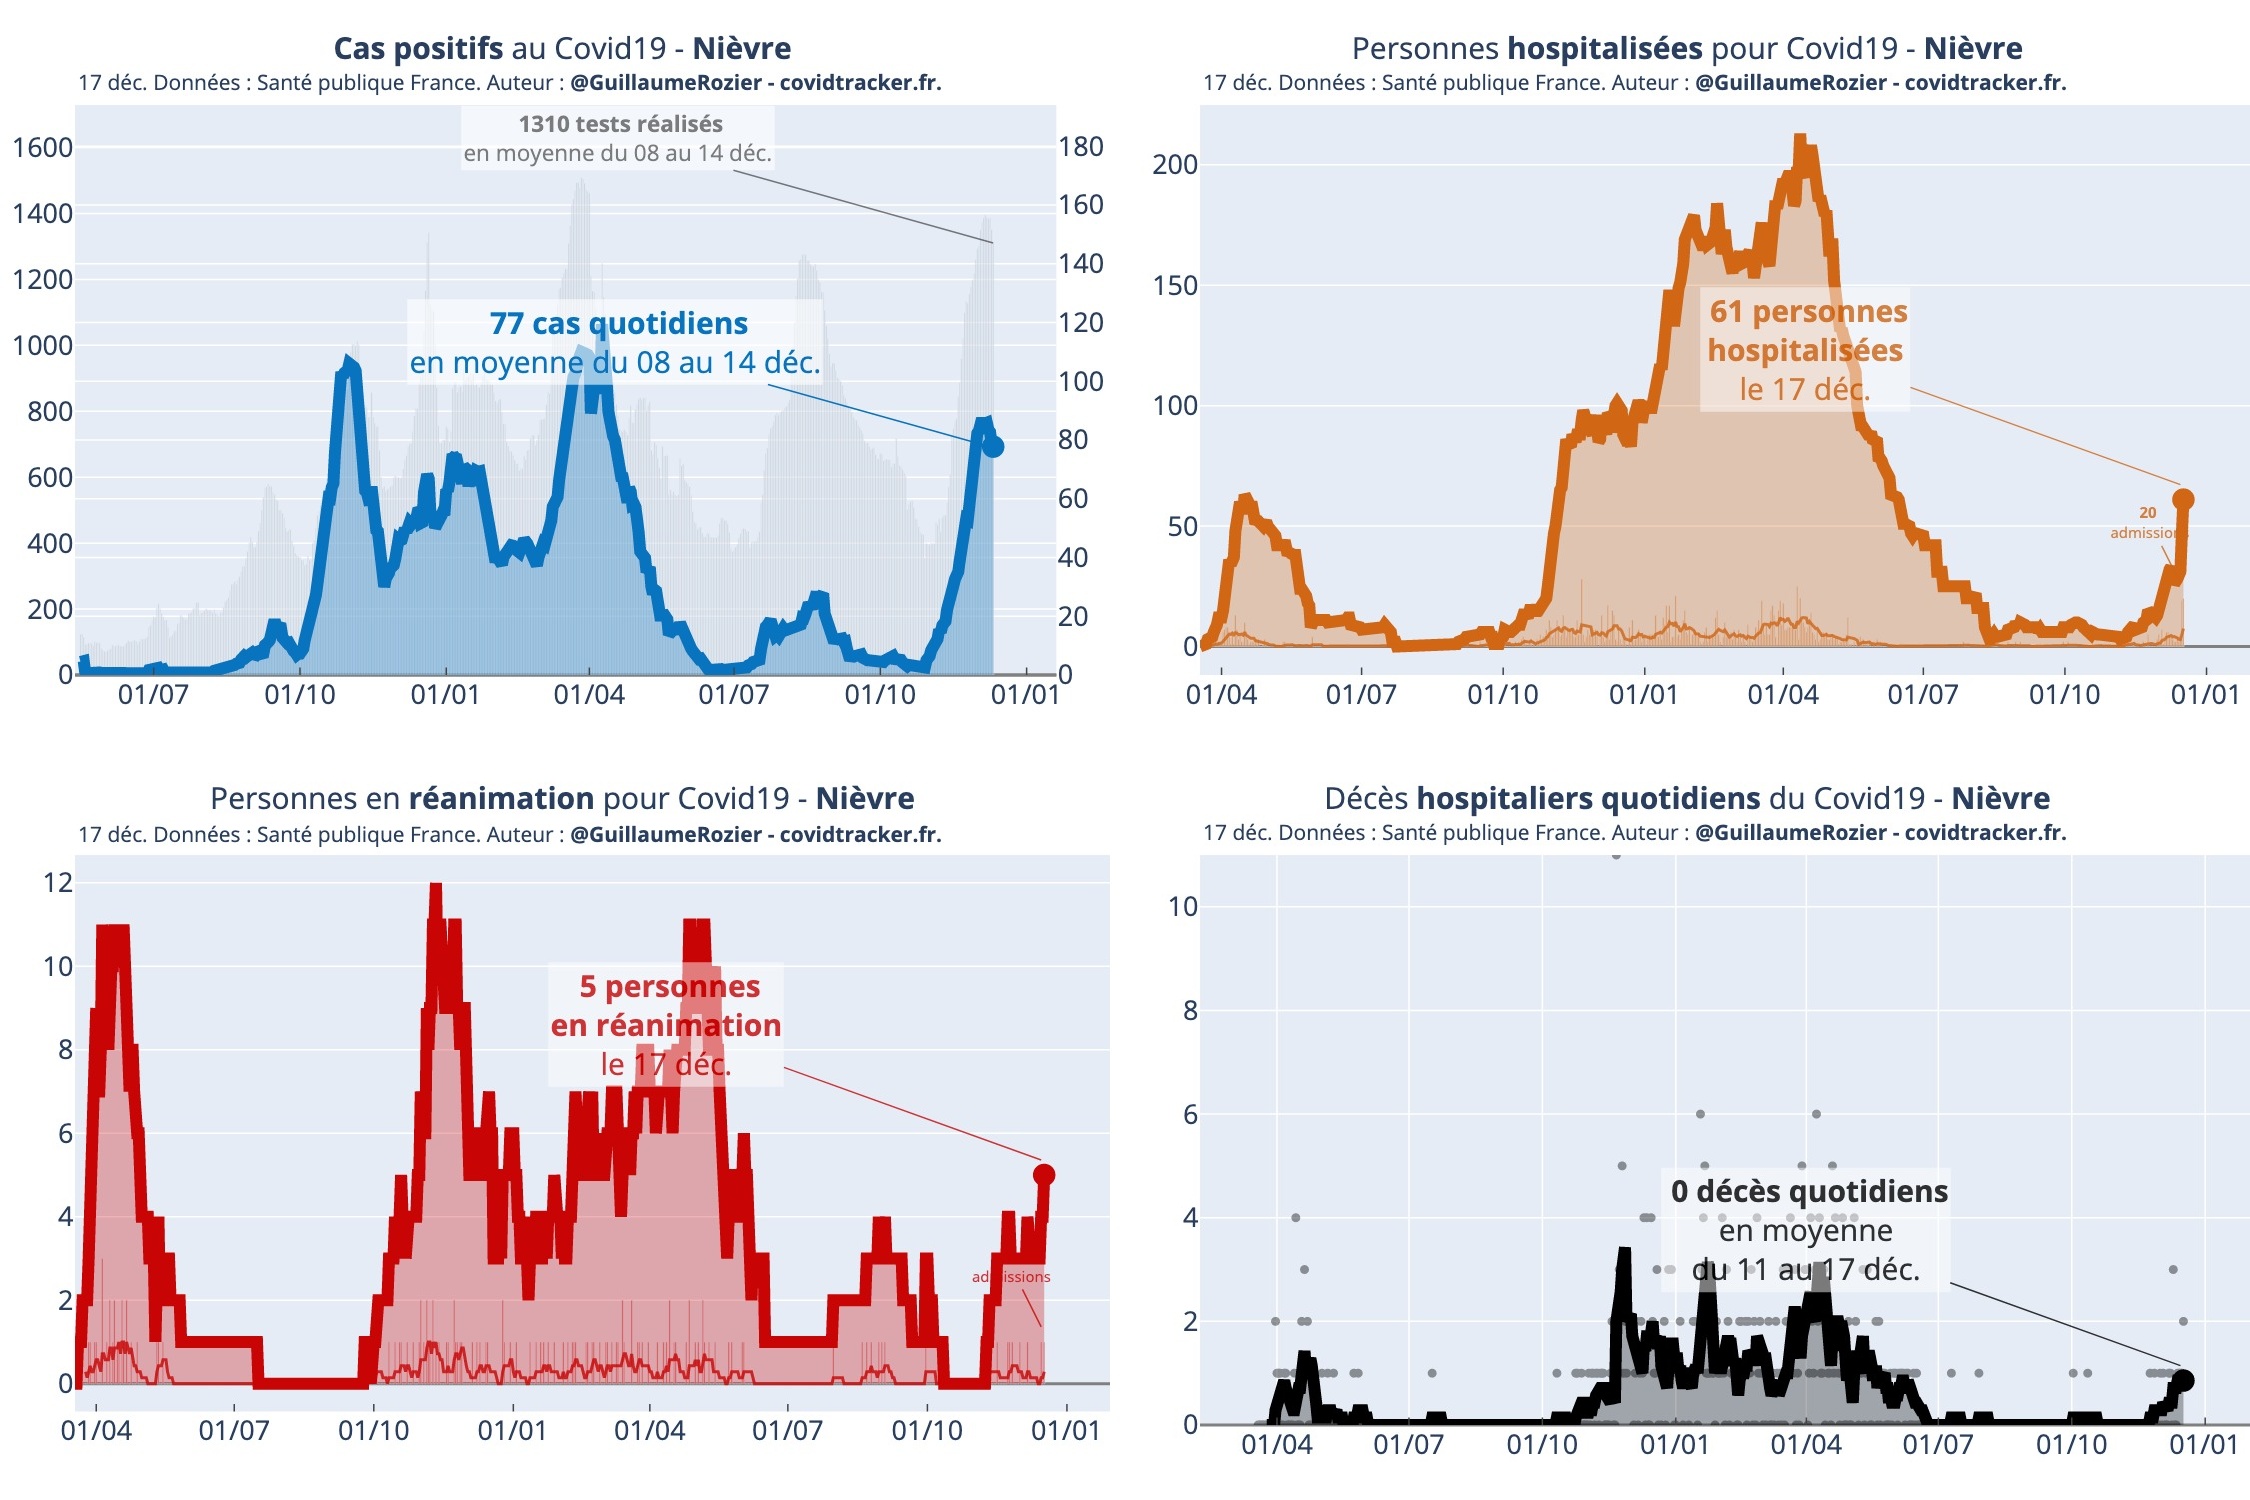 Cas positifs au Covid19 - Nièvre
17 déc. Données : Santé publique France. Auteur : @GuillaumeRozier - covidtracker.fr.
1310 tests réalisés
en moyenne du 08 au 14 déc.
77 cas quotidiens
en moyenne du 08 au 14 déc.
1600
1400
1200
1000
800
600
400
200
0
180
160
140
120
100
80
60
40
20
0
01/07 01/10 01/01 01/04 01/07 01/10 01/01
Personnes hospitalisées pour Covid19 - Nièvre
17 déc. Données : Santé publique France. Auteur : @GuillaumeRozier - covidtracker.fr.
200
150
100
50
0
61 personnes
hospitalisées
le 17 déc.
20
admissions
01/04 01/07 01/10 01/01 01/04 01/07 01/10 01/01
Personnes en réanimation pour Covid19 - Nièvre
17 déc. Données : Santé publique France. Auteur : @GuillaumeRozier - covidtracker.fr.
12
10
8
6
4
2
0
5 personnes
en réanimation
le 17 déc.
admissions
01/04 01/07 01/10 01/01 01/04 01/07 01/10 01/01
Décès hospitaliers quotidiens du Covid19 - Nièvre
17 déc. Données : Santé publique France. Auteur : @GuillaumeRozier - covidtracker.fr.
10
8
6
4
2
0
0 décès quotidiens
en moyenne
du 11 au 17 déc.
01/04 01/07 01/10 01/01 01/04 01/07 01/10 01/01